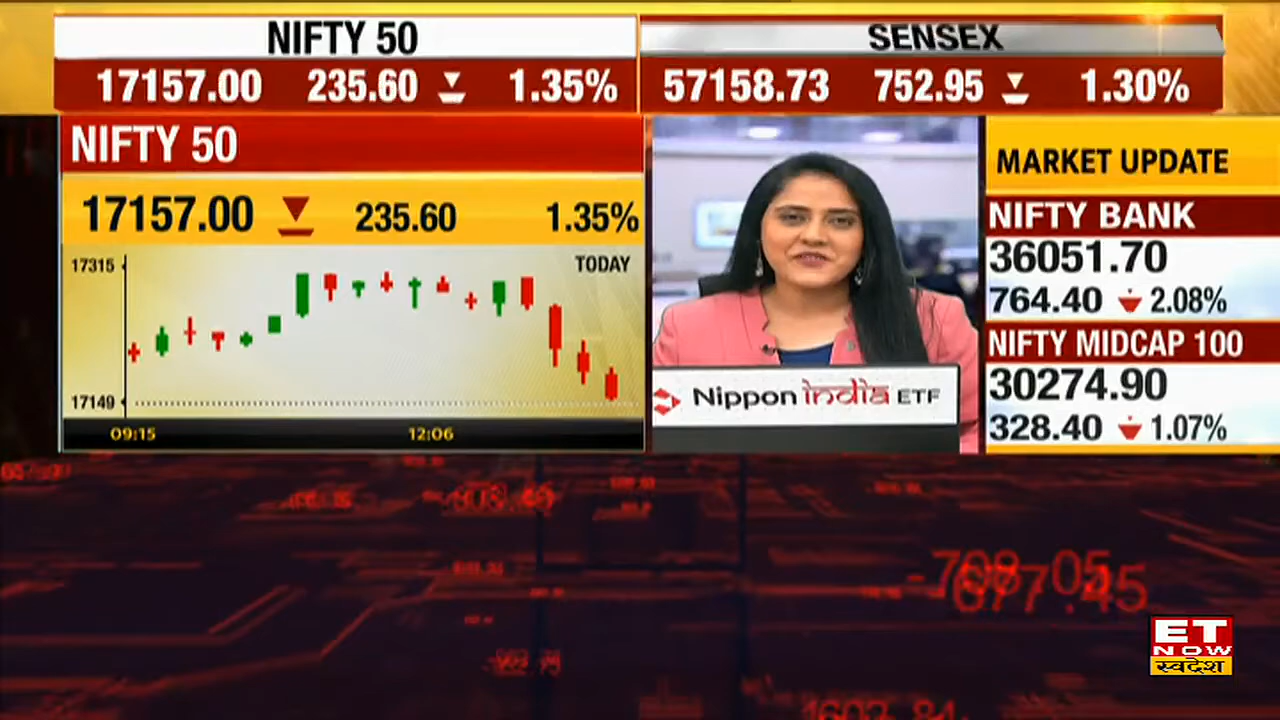 NIFTY 50
17157.00 235.60 1.35%
SENSEX
57158.73 752.95 1.30%
NIFTY 50
17157.00 235.60 1.35%
17315
TODAY
17149
09:15 12:06
Nippon india ETF
MARKET UPDATE
NIFTY BANK
36051.70
764.40 2.08%
NIFTY MIDCAP 100
30274.90
328.40 1.07%
677.45
ET
NOW
स्वदेश